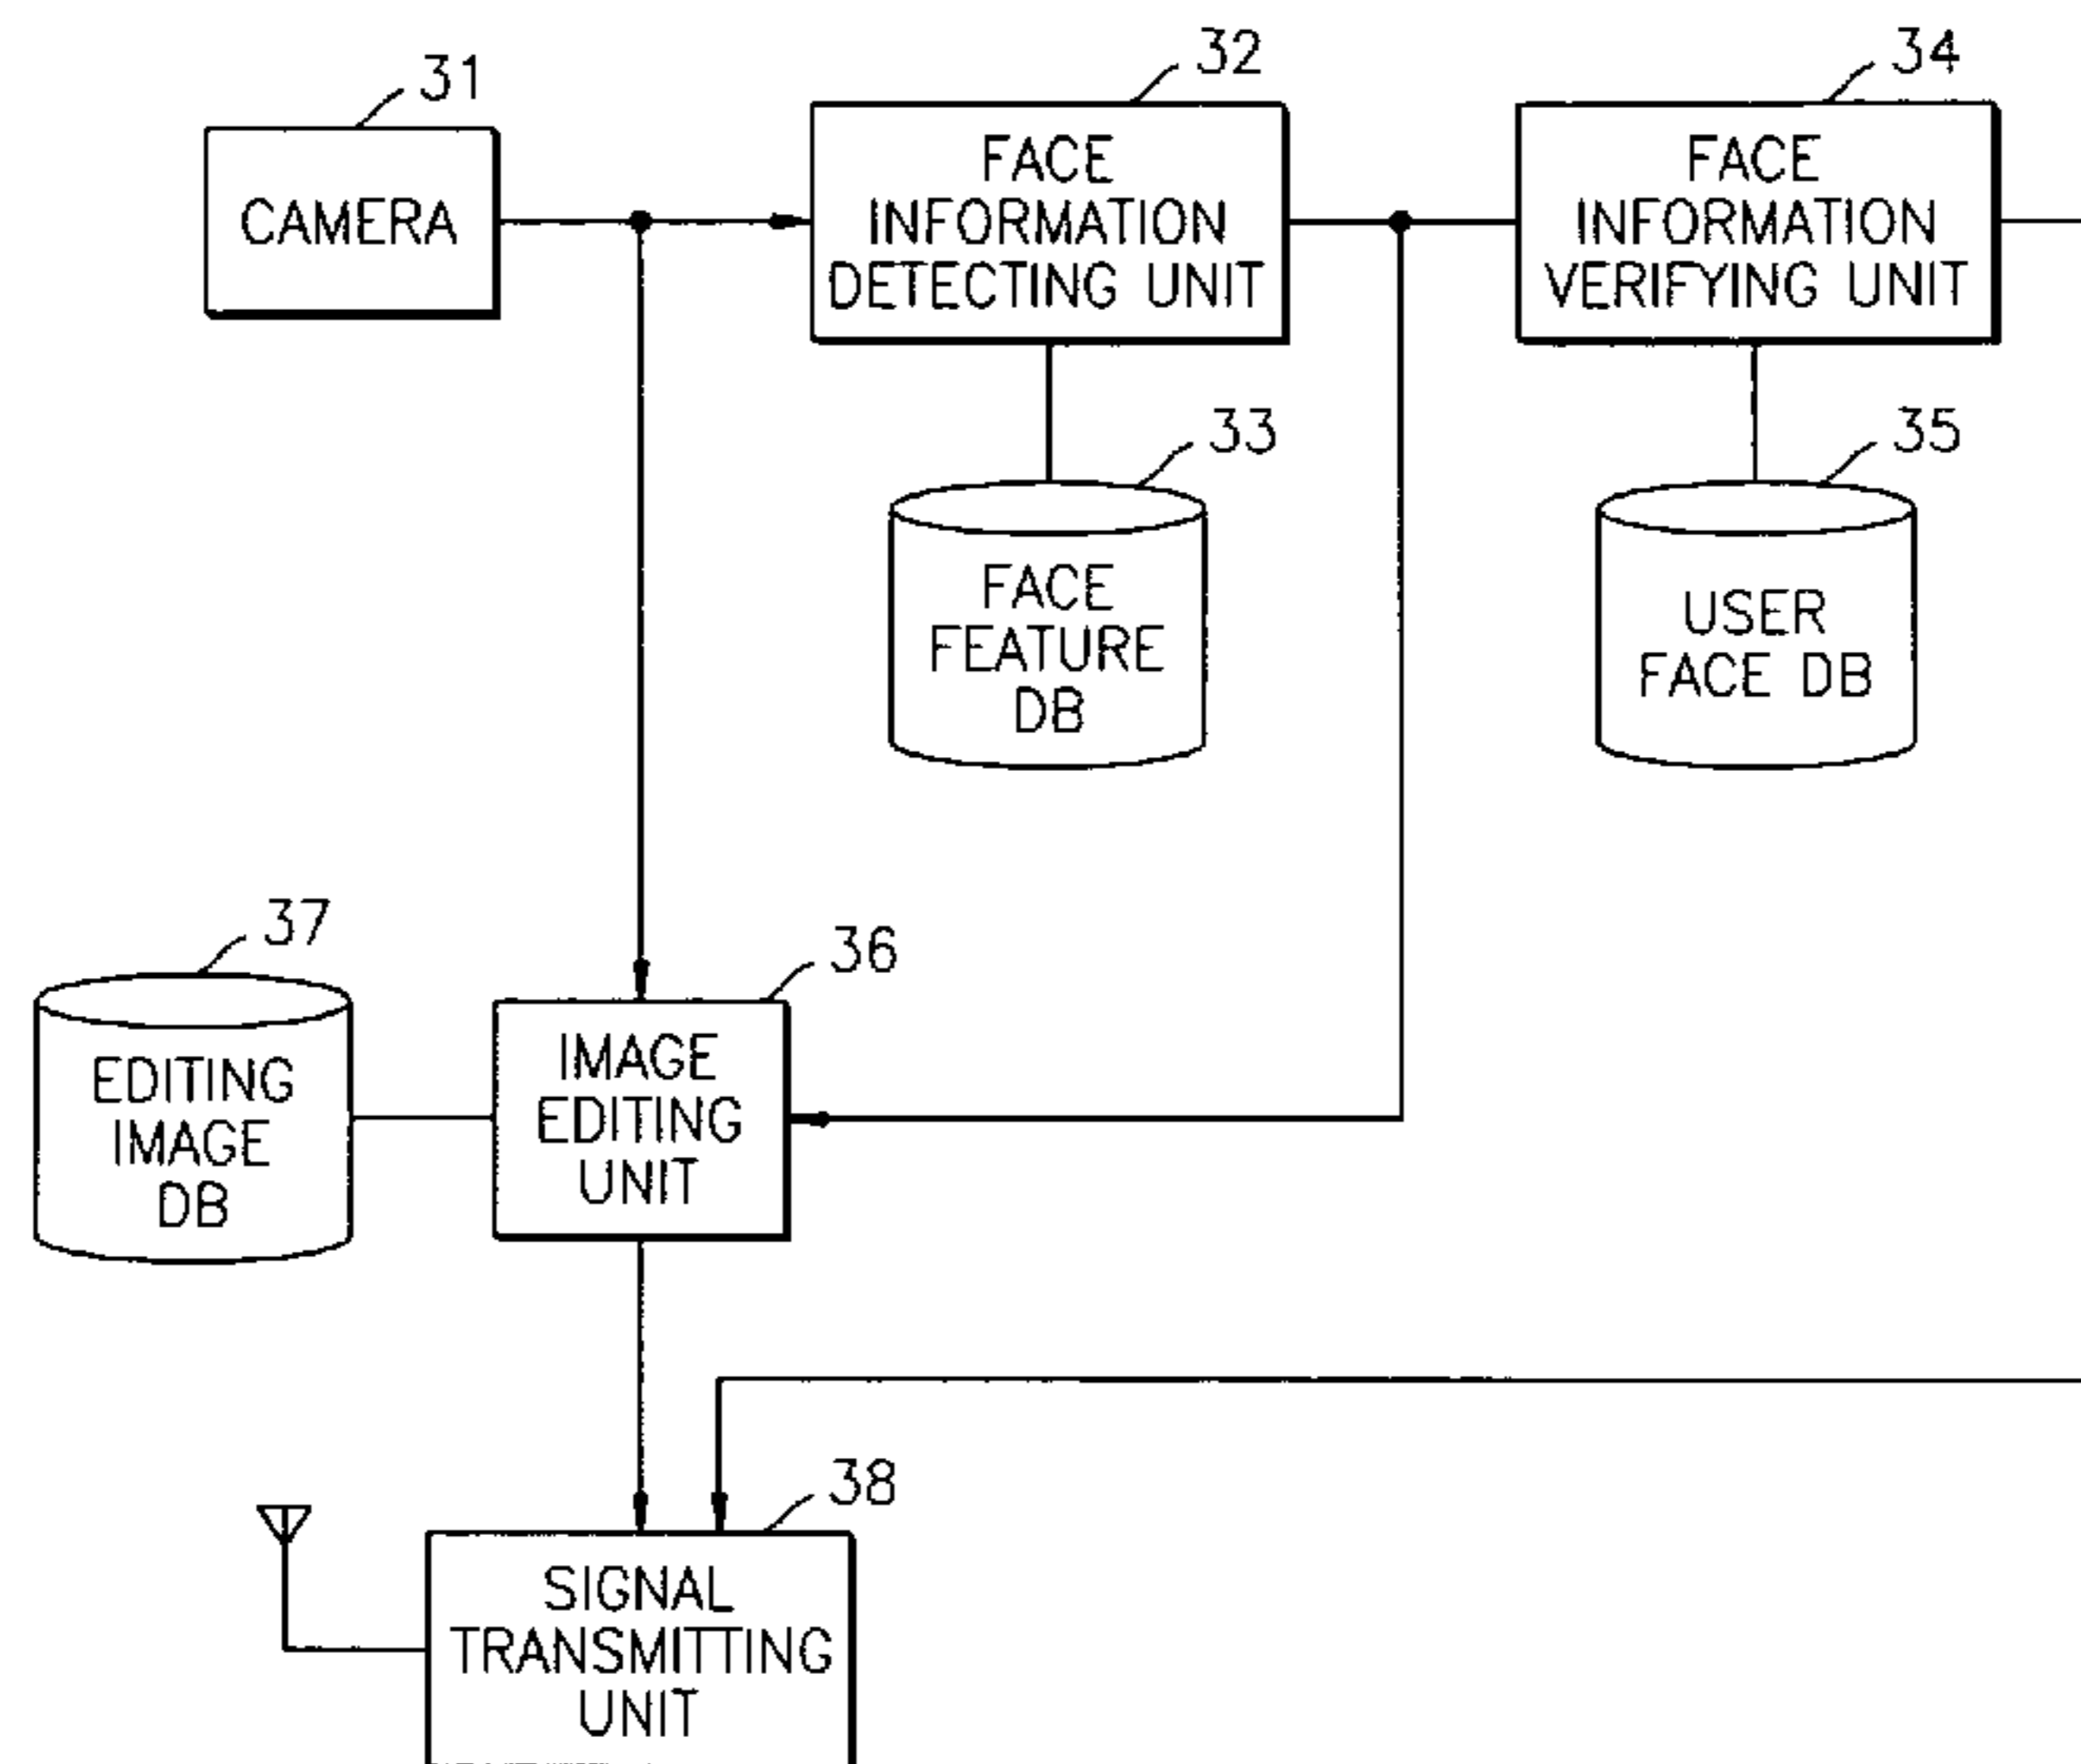 31
CAMERA
32
FACE
INFORMATION
DETECTING UNIT
34
FACE
INFORMATION
VERIFYING UNIT
33
FACE
FEATURE
DB
35
USER
FACE DB
37
EDITING
IMAGE
DB
36
IMAGE
EDITING
UNIT
38
SIGNAL
TRANSMITTING
UNIT